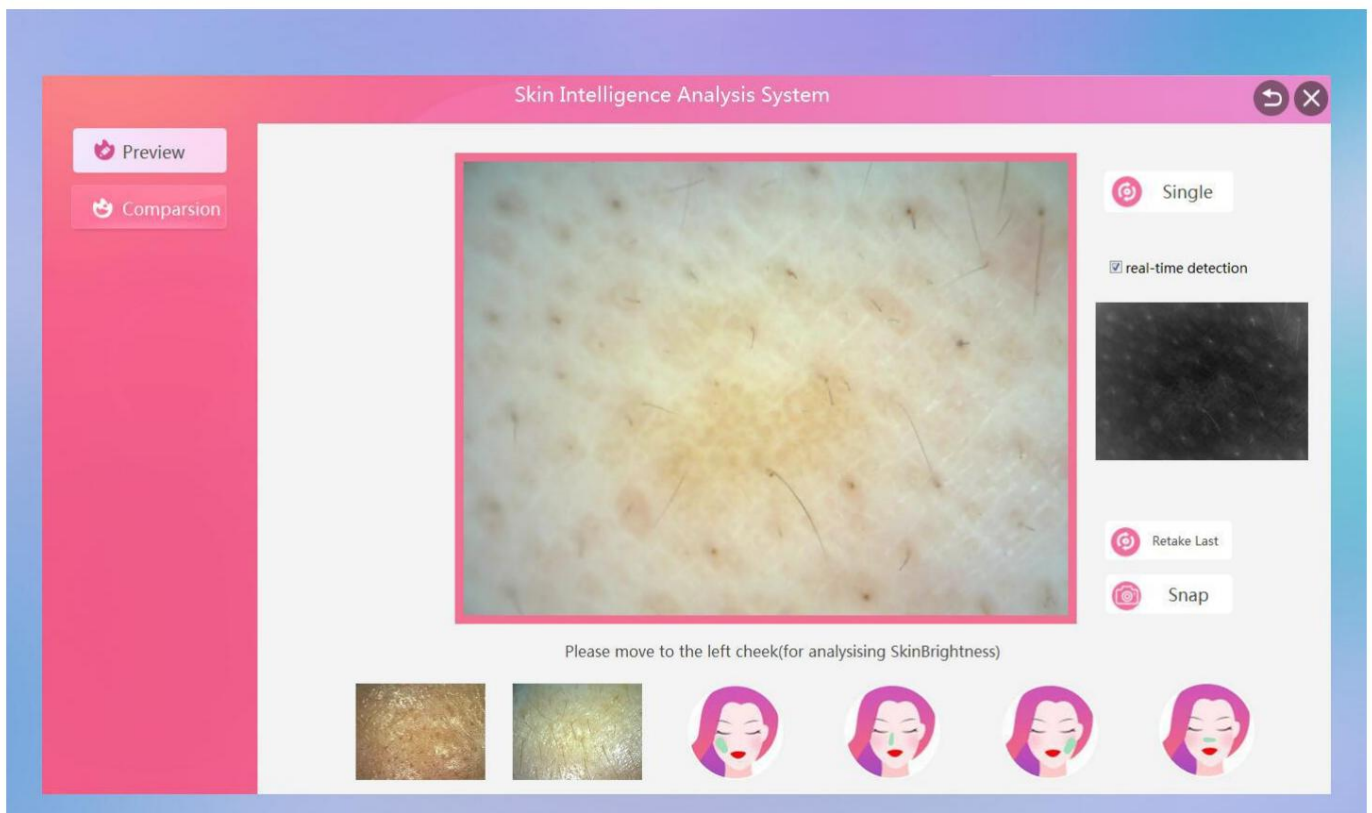 Skin Intelligence Analysis System
Preview
Comparsion
Single
real-time detection
Retake Last
Snap
Please move to the left cheek(for analysising SkinBrightness)